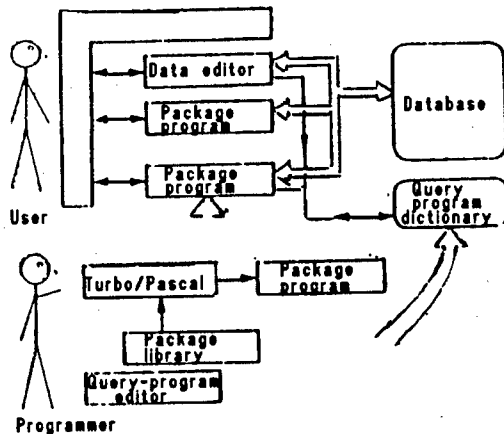 Data editor
Package
program
Package
program
Database
Query
program
dictionary
User
Turbo/Pascal
Package
program
Package
library
Query-program
editor
Programmer